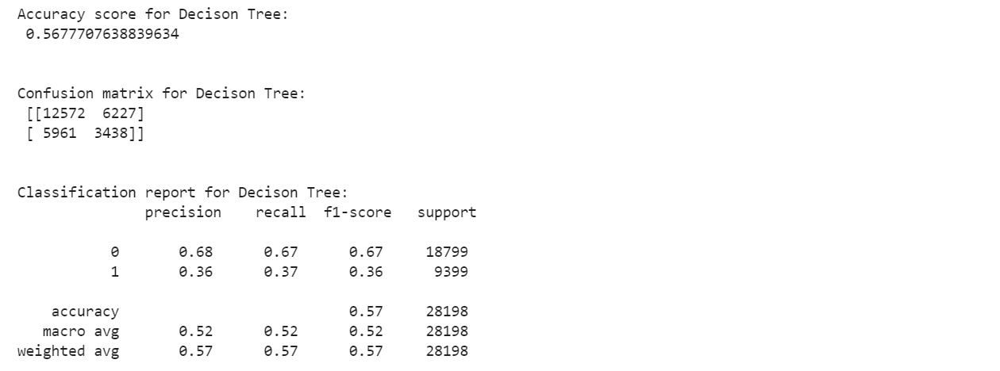 Accuracy score for Decison Tree:
0.5677707638839634
Confusion matrix for Decison Tree:
[[12572  6227]
[ 5961  3438]]
Classification report for Decison Tree:
precision    recall  f1-score   support
0       0.68      0.67      0.67     18799
1       0.36      0.37      0.36      9399
accuracy                           0.57     28198
macro avg       0.52      0.52      0.52     28198
weighted avg       0.57      0.57      0.57     28198